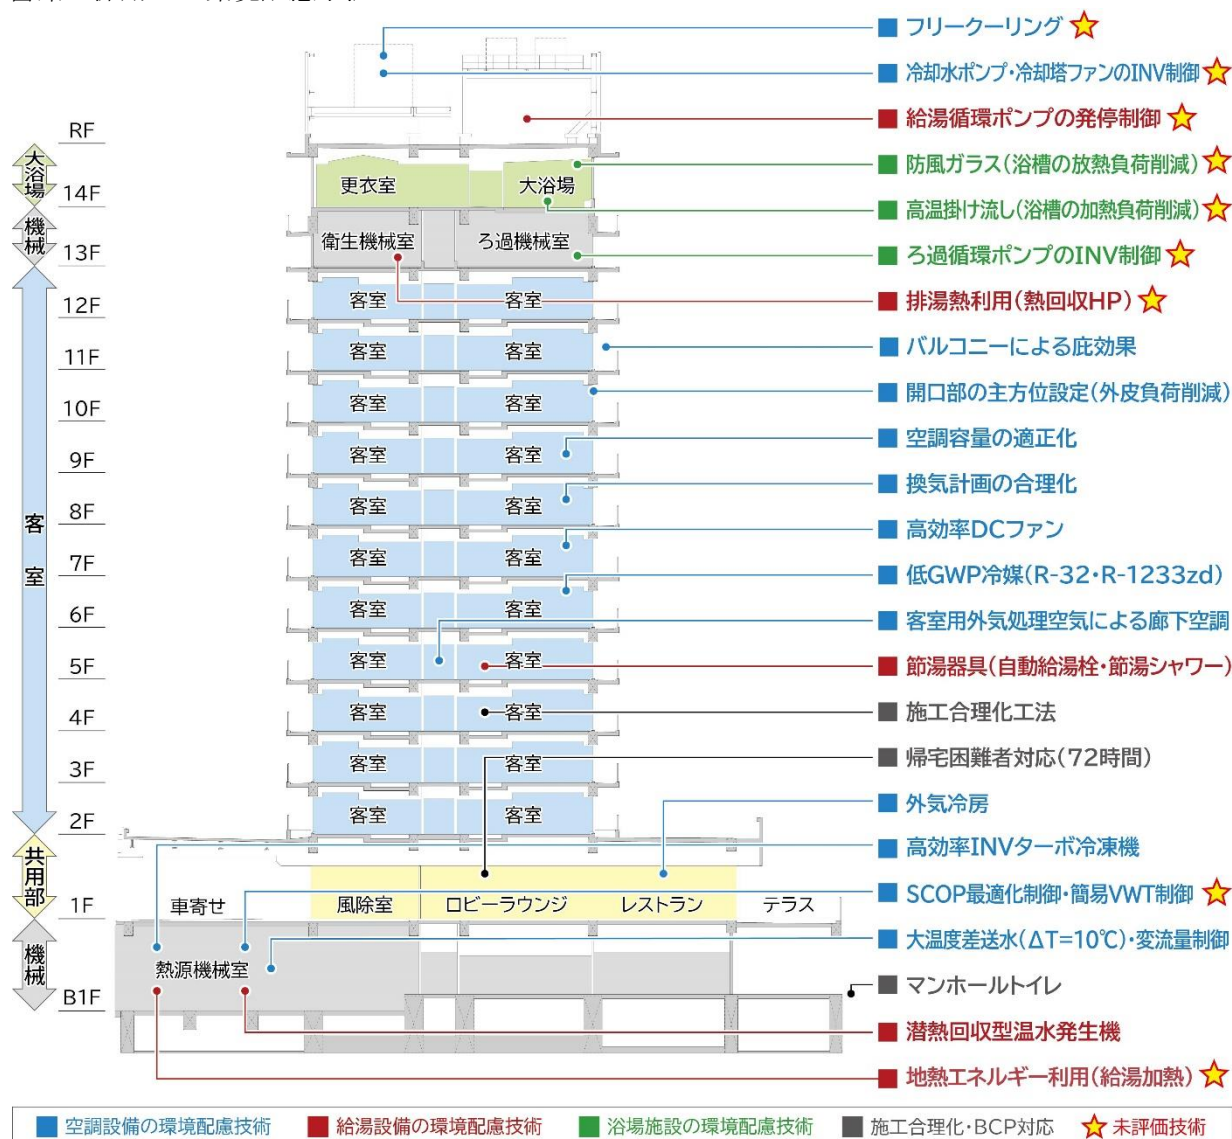 フリークーリング
冷却水ポンプ・冷却塔ファンのINV制御
給湯循環ポンプの発停制御
防風ガラス(浴槽の放熱負荷削減)
高温掛け流し(浴槽の加熱負荷削減)
ろ過循環ポンプのINV制御
排湯熱利用(熱回収HP)
バルコニーによる庇効果
開口部の主方位設定(外皮負荷削減)
空調容量の適正化
換気計画の合理化
高効率DCファン
低GWP冷媒(R-32・R-1233zd)
客室用外気処理空気による廊下空調
節湯器具(自動給湯栓・節湯シャワー)
施工合理化工法
帰宅困難者対応(72時間)
外気冷房
高効率INVターボ冷凍機
SCOP最適化制御・簡易VWT制御
大温度差送水(ΔT=10℃)・変流量制御
マンホールトイレ
潜熱回収型温水発生機
地熱エネルギー利用(給湯加熱)
RF
大浴場
14F
更衣室 大浴場
機械
13F
衛生機械室 ろ過機械室
客室
12F 客室 客室
11F 客室 客室
10F 客室 客室
9F 客室 客室
8F 客室 客室
7F 客室 客室
6F 客室 客室
5F 客室 客室
4F 客室 客室
3F 客室 客室
2F 客室 客室
共用部
1F 車寄せ 風除室 ロビーラウンジ レストラン テラス
機械
熱源機械室
B1F
空調設備の環境配慮技術 給湯設備の環境配慮技術 浴場施設の環境配慮技術 施工合理化・BCP対応 未評価技術